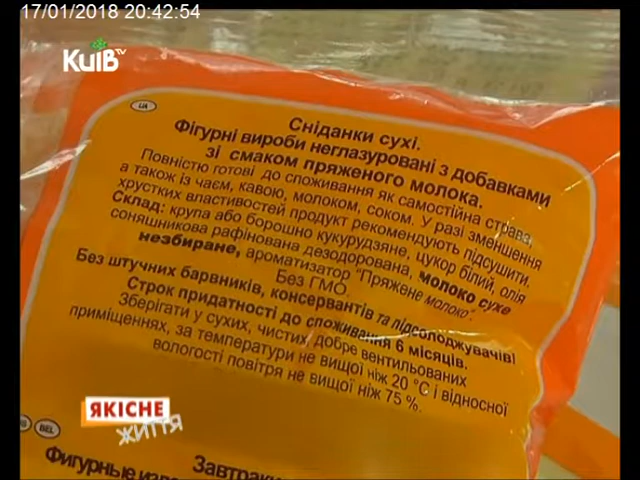 17/01/2018 20:42:54
КиїВ TV
UA
Сніданки сухі.
Фігурні вироби неглазуровані з добавками
зі смаком пряженого молока.
Повністю готові до споживання як самостійна страва,
а також із чаєм, кавою, молоком, соком. У разі зменшення
хрустких властивостей продукт рекомендують підсушити.
Склад: крупа або борошно кукурудзяне, цукор білий, олія
соняшникова рафінована дезодорована, молоко сухе
незбиране, ароматизатор "Пряжене молоко".
Без ГМО.
Без штучних барвників, консервантів та підсолоджувачів!
Строк придатності до споживання 6 місяців.
Зберігати у сухих, чистих, добре вентильованих
приміщеннях, за температури не вищої ніж 20 °С і відносної
вологості повітря не вищої ніж 75 %.
ЯКІСНЕ
ЖИТТЯ
BEL
Завтраки
Фигурные